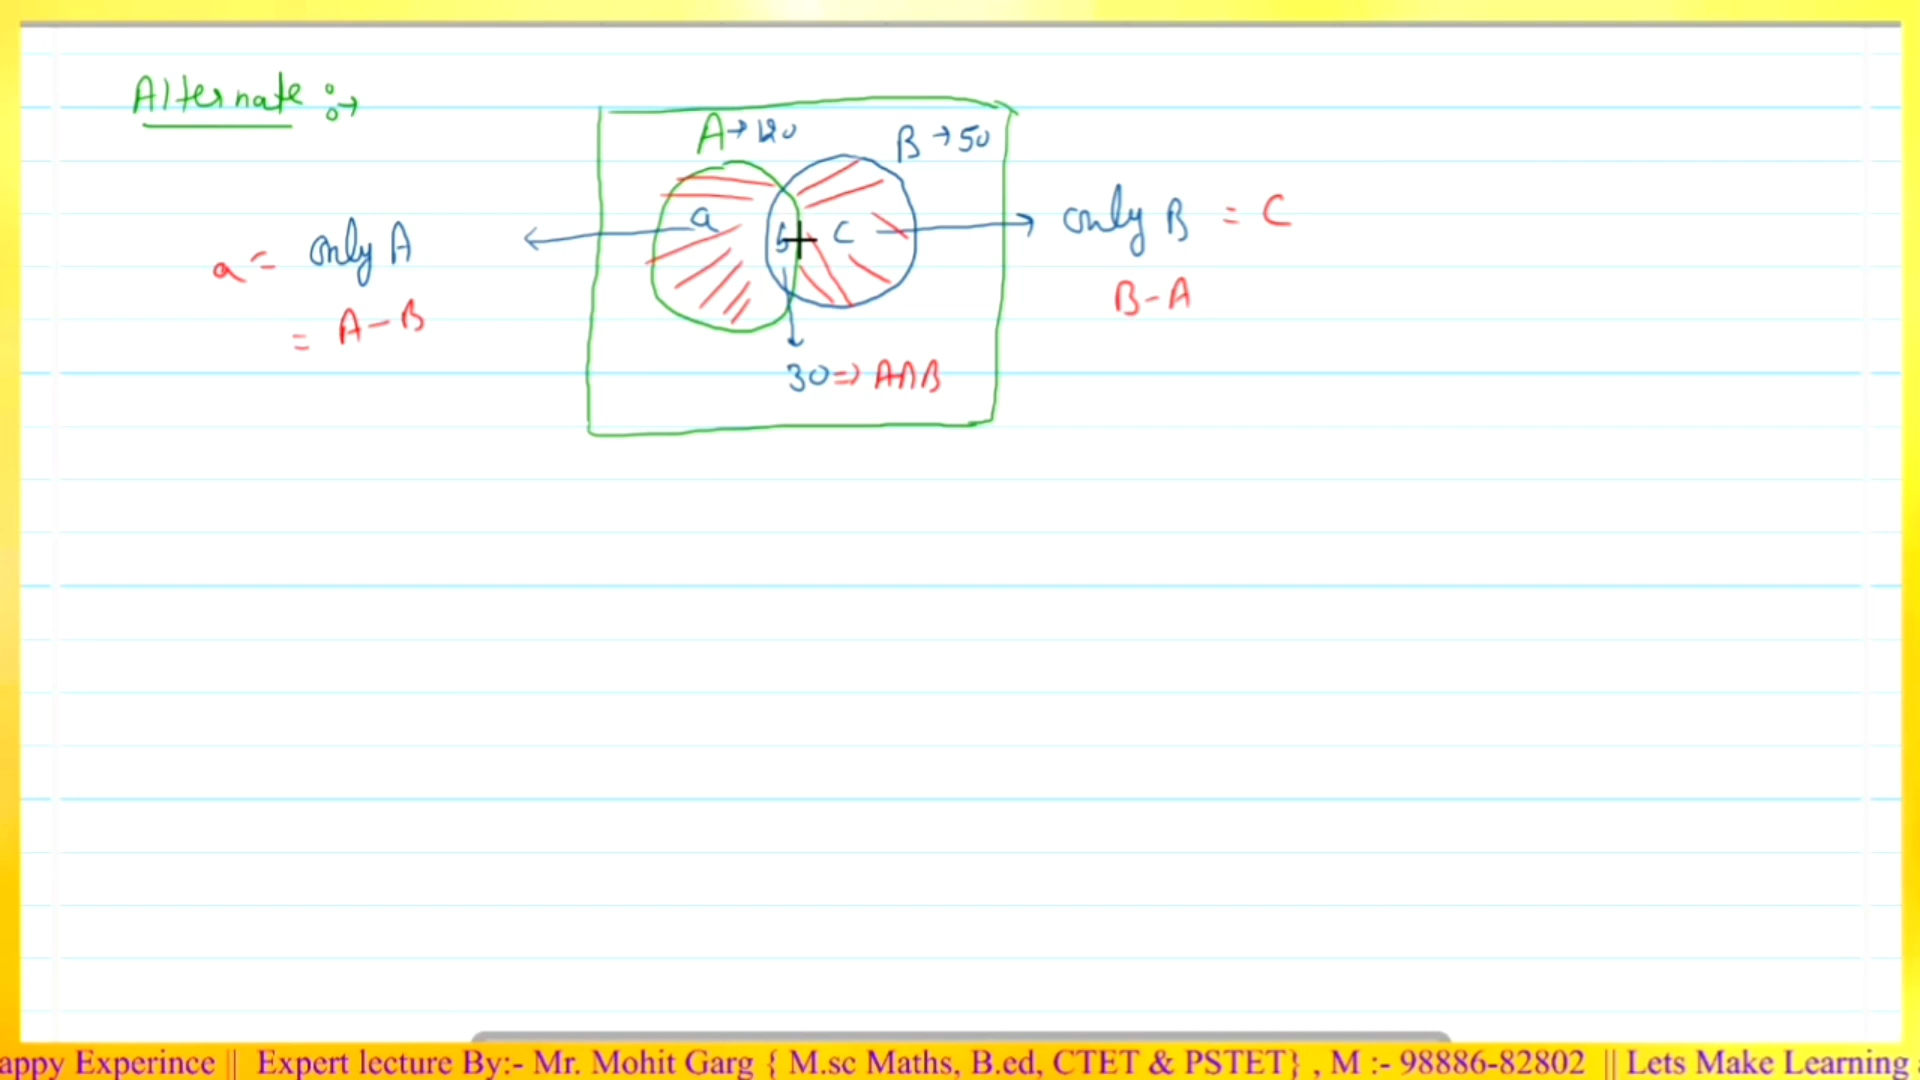 Alternate :→
A → 120
B → 50
a
b
c
a = only A
= A - B
only B = C
B - A
30 => A∩B
appy Experince || Expert lecture By:- Mr. Mohit Garg { M.sc Maths, B.ed, CTET & PSTET} , M :- 98886-82802 || Lets Make Learning